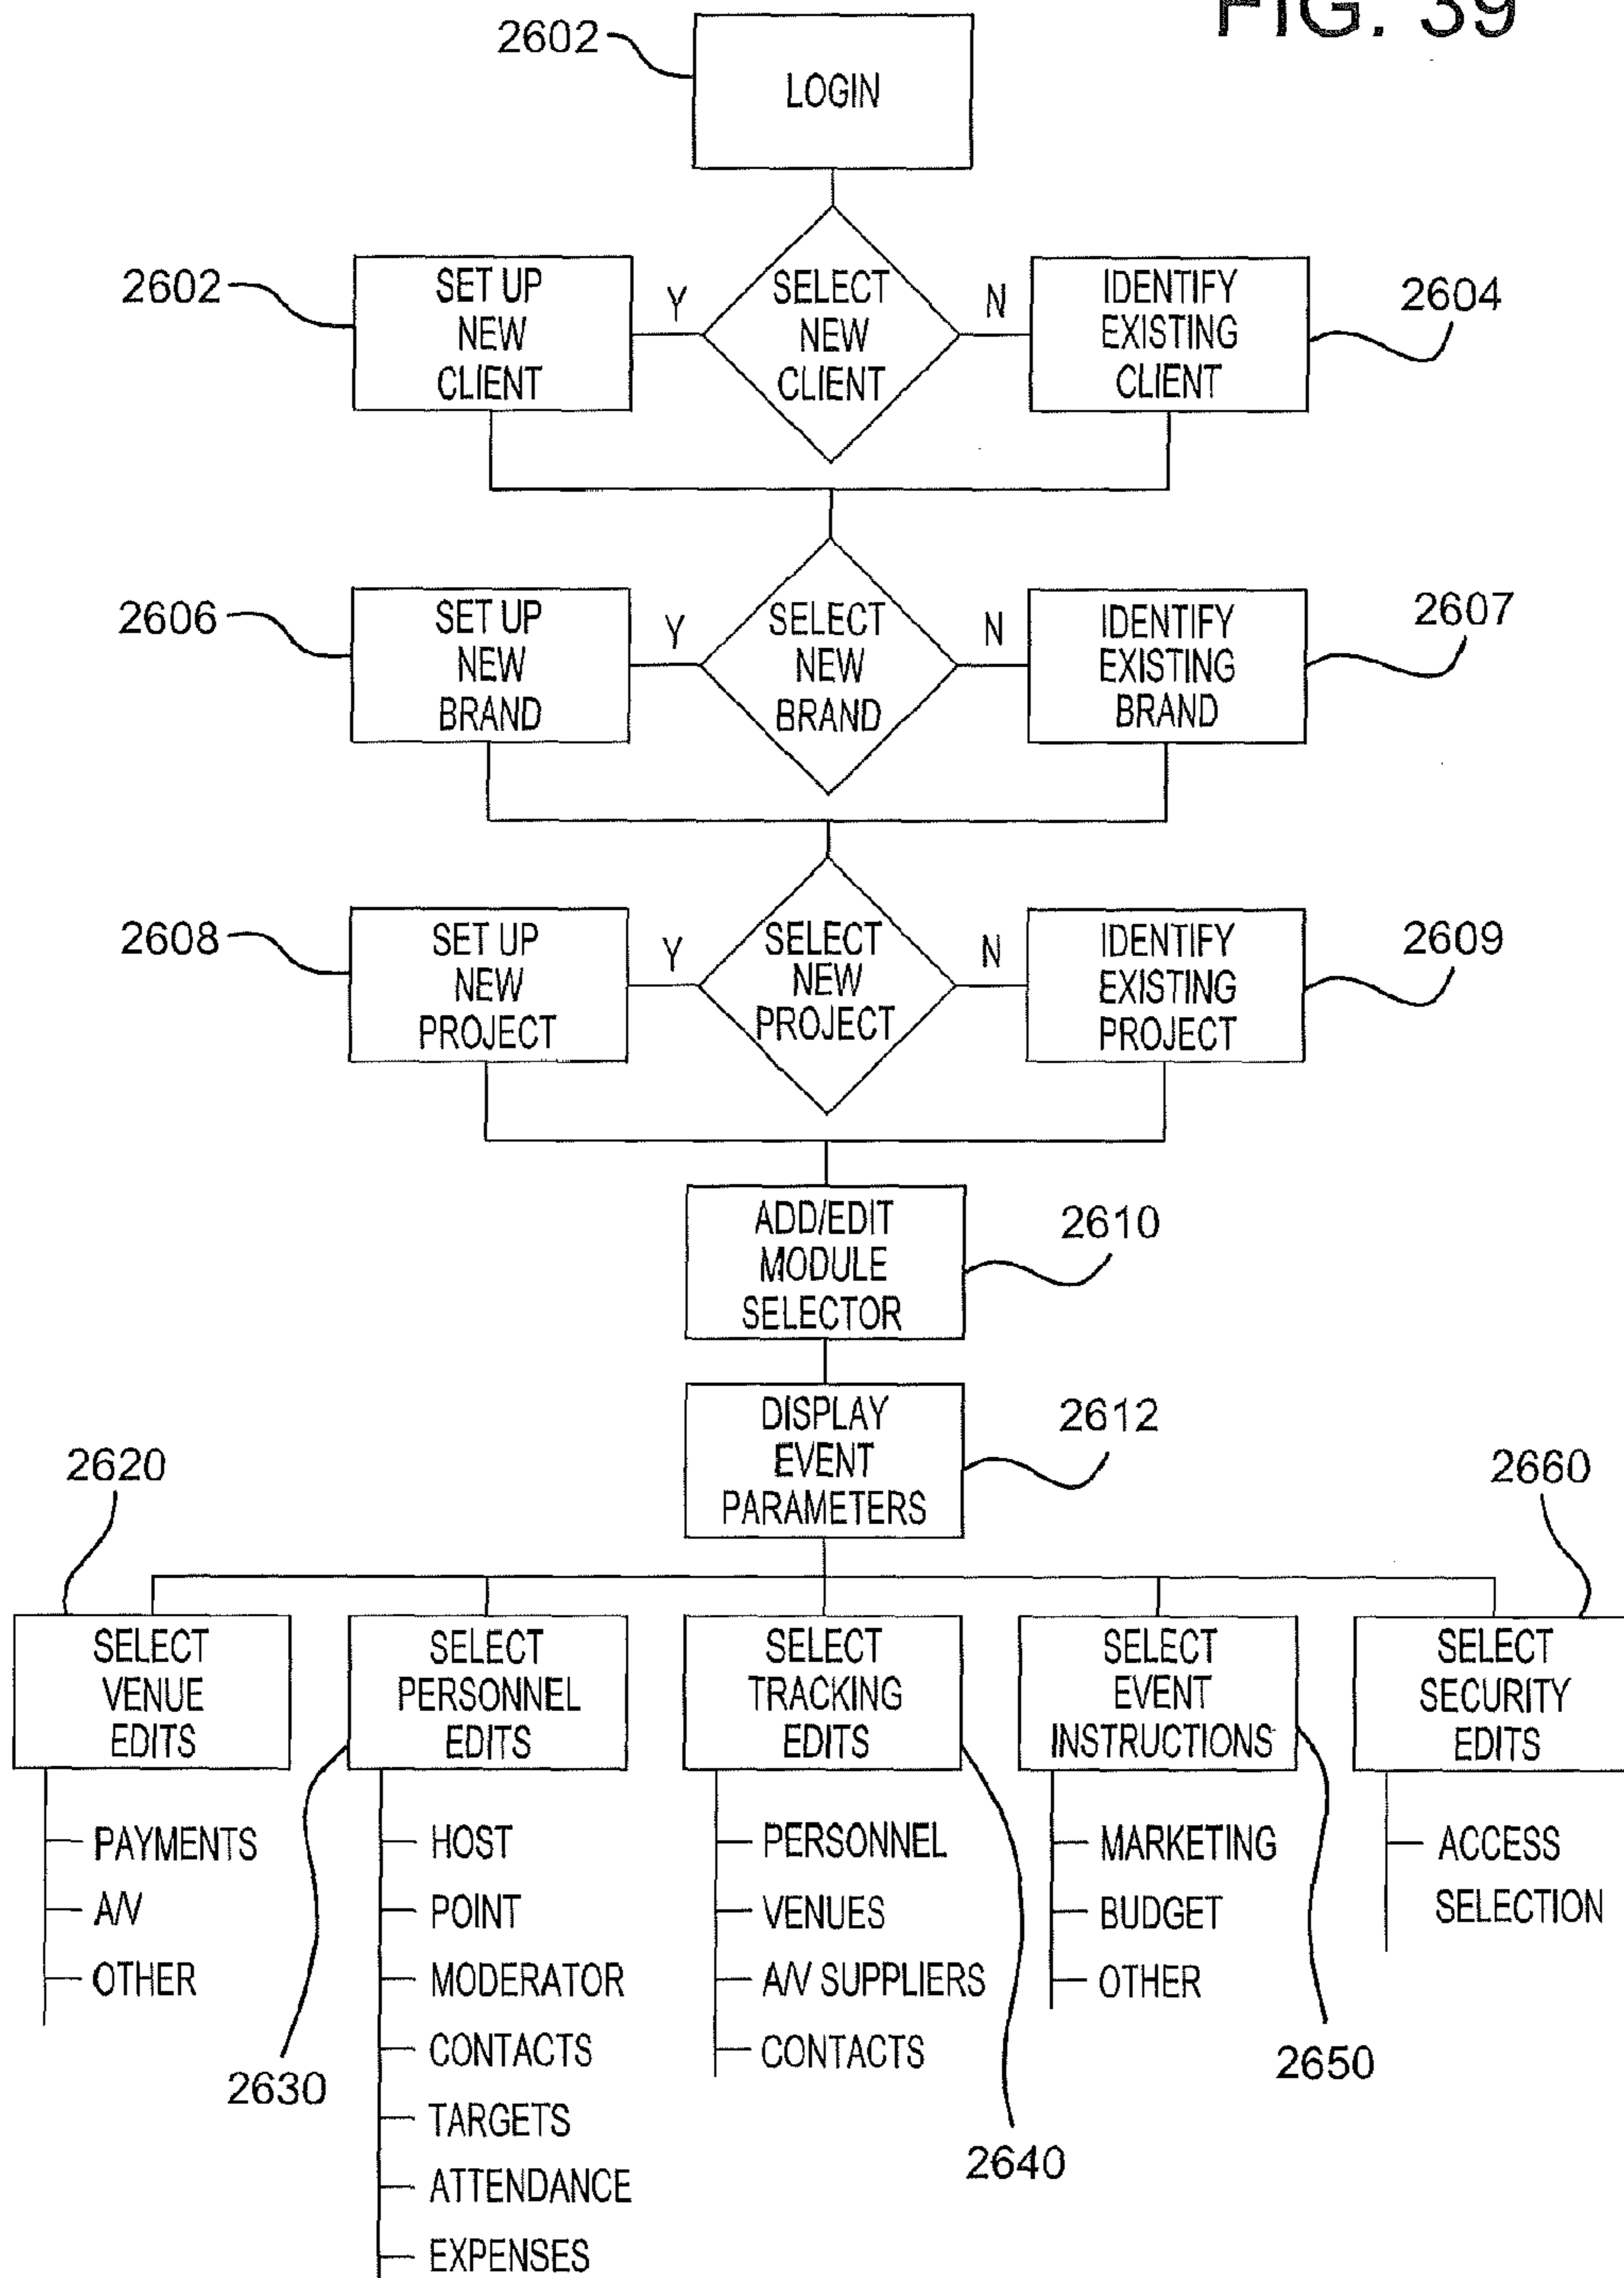 FIG. 39
2602
LOGIN
2602
SET UP
NEW
CLIENT
Y
SELECT
NEW
CLIENT
N
IDENTIFY
EXISTING
CLIENT
2604
2606
SET UP
NEW
BRAND
Y
SELECT
NEW
BRAND
N
IDENTIFY
EXISTING
BRAND
2607
2608
SET UP
NEW
PROJECT
Y
SELECT
NEW
PROJECT
N
IDENTIFY
EXISTING
PROJECT
2609
ADD/EDIT
MODULE
SELECTOR
2610
DISPLAY
EVENT
PARAMETERS
2612
2620
2660
SELECT
VENUE
EDITS
PAYMENTS
A/V
OTHER
SELECT
PERSONNEL
EDITS
2630
HOST
POINT
MODERATOR
CONTACTS
TARGETS
ATTENDANCE
EXPENSES
SELECT
TRACKING
EDITS
PERSONNEL
VENUES
A/V SUPPLIERS
CONTACTS
2640
SELECT
EVENT
INSTRUCTIONS
MARKETING
BUDGET
OTHER
2650
SELECT
SECURITY
EDITS
ACCESS
SELECTION